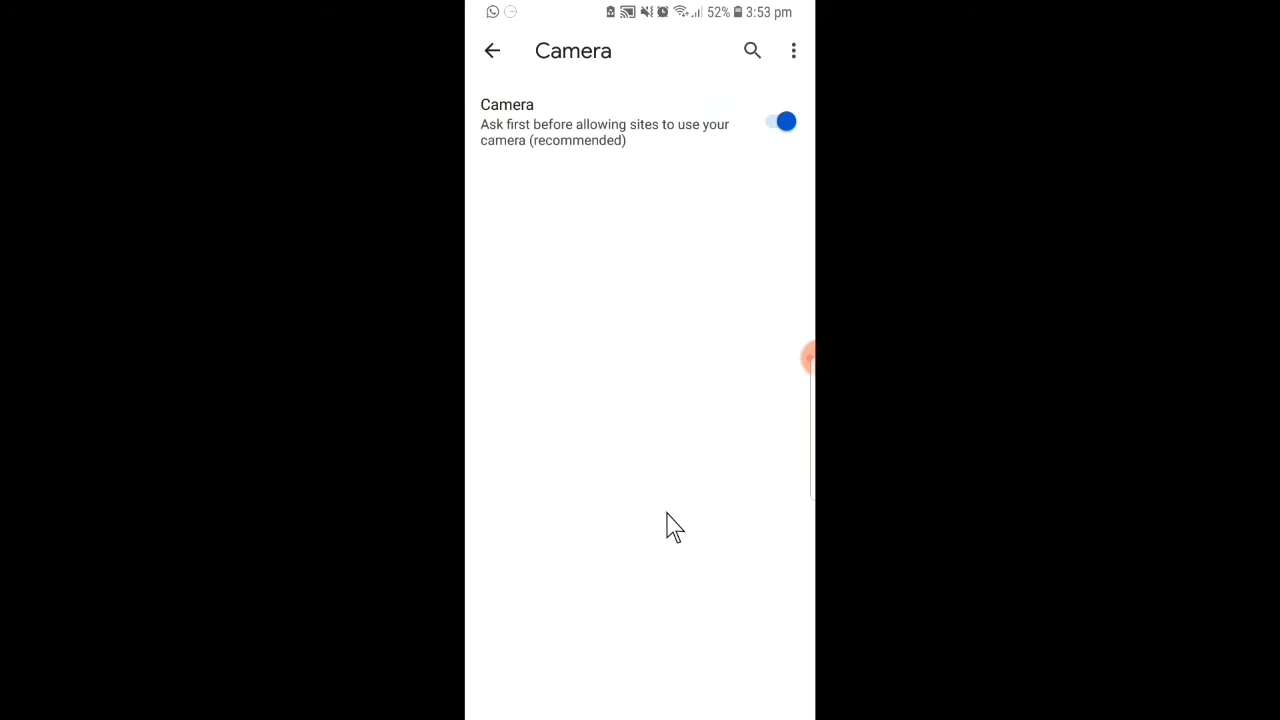 52% 3:53 pm
Camera
Camera
Ask first before allowing sites to use your
camera (recommended)